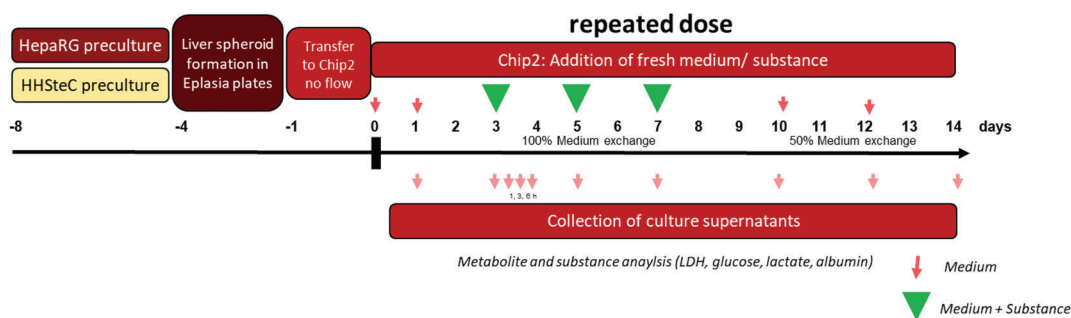 repeated dose
HepaRG preculture
HHSteC preculture
Liver spheroid
formation in
Eplasia plates
Transfer
to Chip2
no flow
Chip2: Addition of fresh medium/ substance
-8 -4 -1 0 1 2 3 4 5 6 7 8 9 10 11 12 13 14 days
100% Medium exchange 50% Medium exchange
1, 3, 6 h
Collection of culture supernatants
Metabolite and substance anaylsis (LDH, glucose, lactate, albumin)
Medium
Medium + Substance